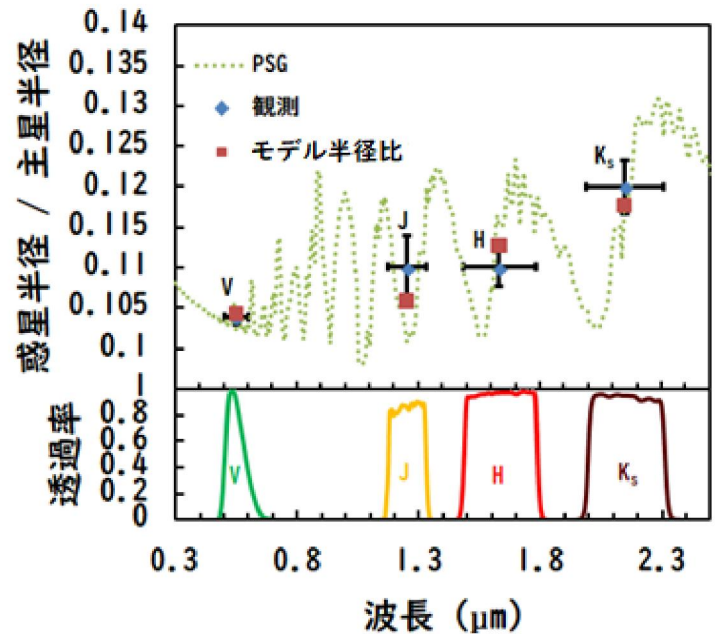 0.14
0.135
0.13
0.125
0.12
0.115
0.11
0.105
0.1
惑星半径 / 主星半径
PSG
観測
モデル半径比
V
J
H
Ks
1
0.8
0.6
0.4
0.2
0
透過率
V
J
H
Ks
0.3 0.8 1.3 1.8 2.3
波長 (μm)